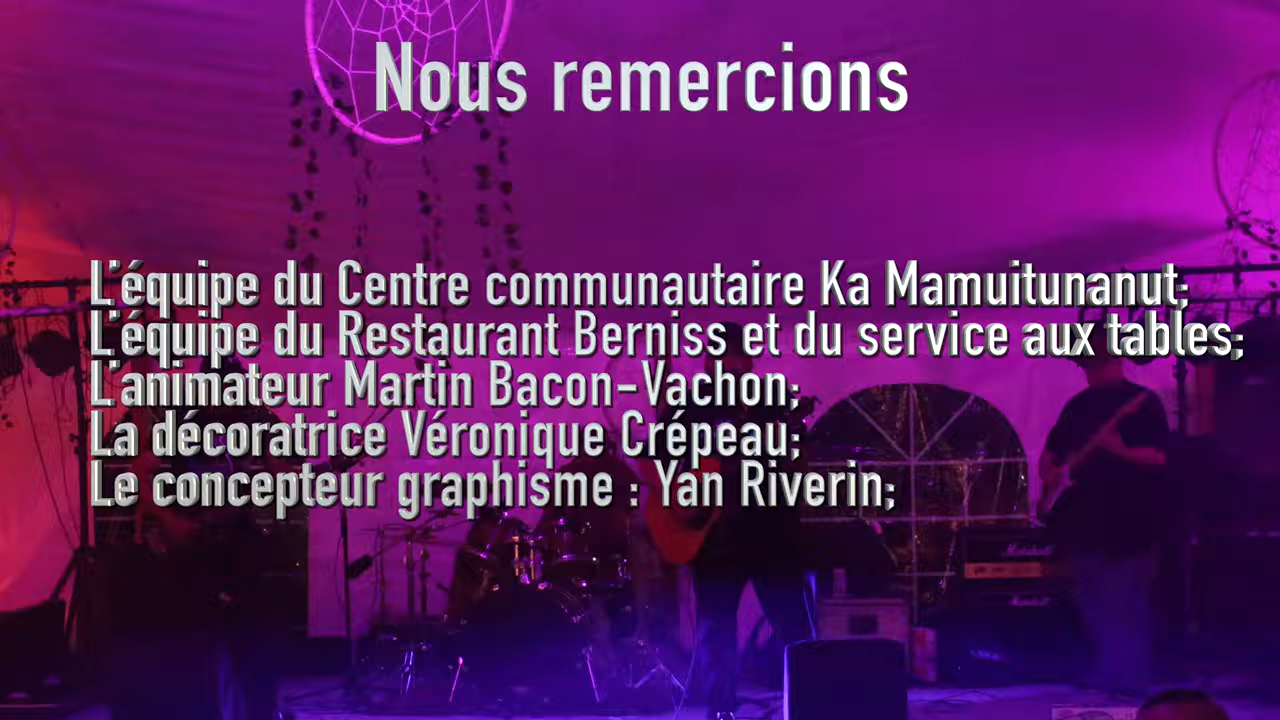 Nous remercions
L'équipe du Centre communautaire Ka Mamuitunanut;
L'équipe du Restaurant Berniss et du service aux tables;
L'animateur Martin Bacon-Vachon;
La décoratrice Véronique Crépeau;
Le concepteur graphisme : Yan Riverin;
Marshall